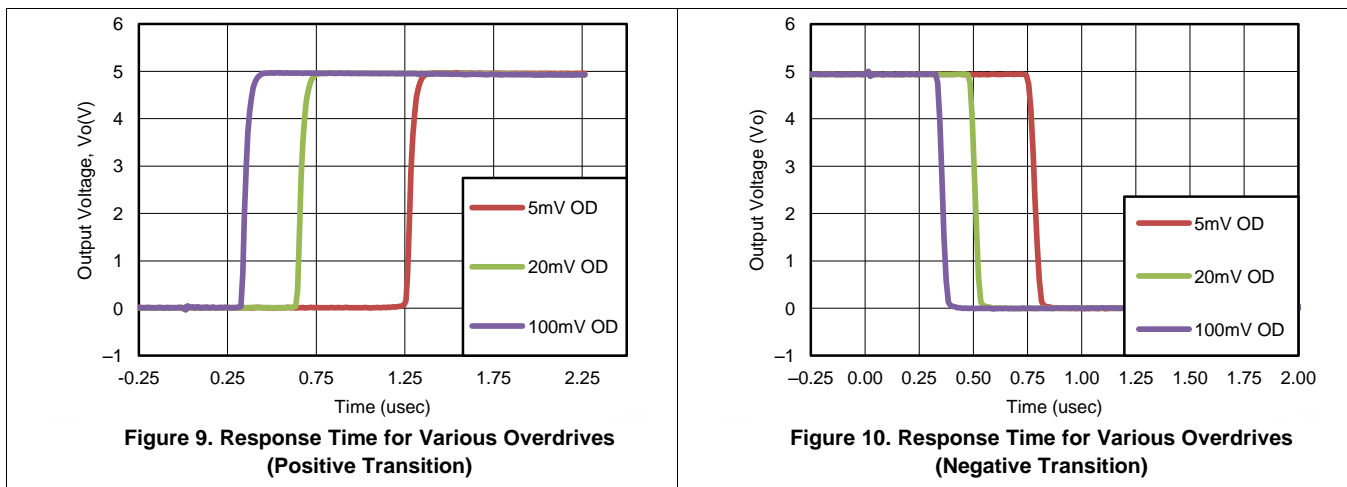 6
5
4
3
2
1
0
–1
Output Voltage, Vo(V)
5mV OD
20mV OD
100mV OD
-0.25 0.25 0.75 1.25 1.75 2.25
Time (usec)
Figure 9. Response Time for Various Overdrives
(Positive Transition)
6
5
4
3
2
1
0
–1
Output Voltage (Vo)
5mV OD
20mV OD
100mV OD
–0.25 0.00 0.25 0.50 0.75 1.00 1.25 1.50 1.75 2.00
Time (usec)
Figure 10. Response Time for Various Overdrives
(Negative Transition)